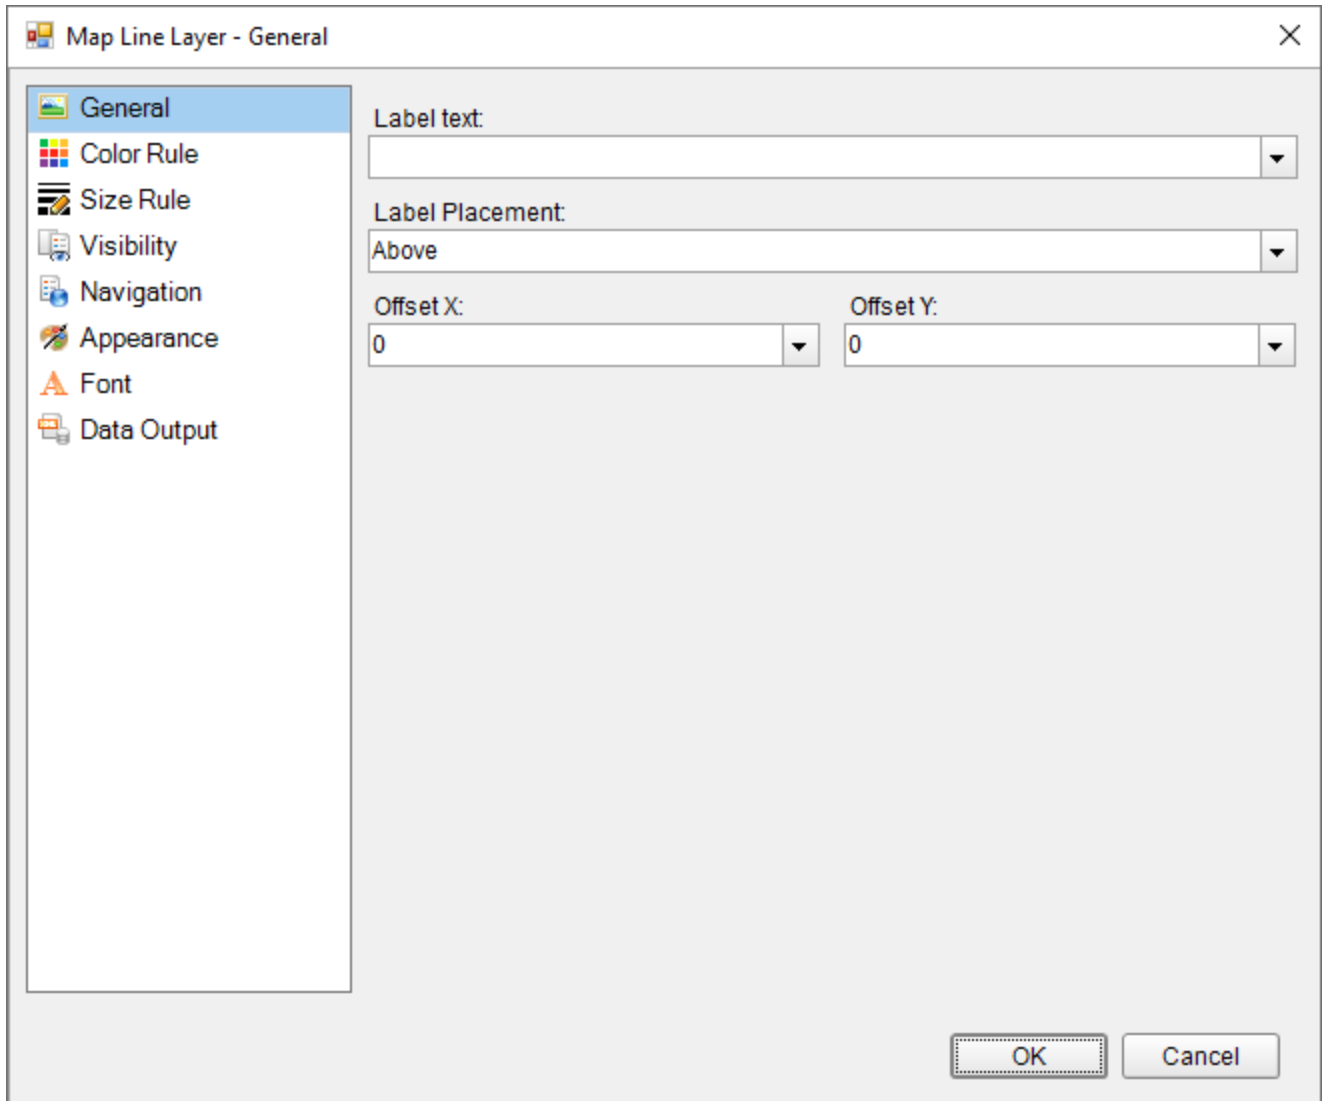 Map Line Layer - General
General
Color Rule
Size Rule
Visibility
Navigation
Appearance
Font
Data Output
Label text:
Label Placement:
Above
Offset X: Offset Y:
0 0
OK Cancel